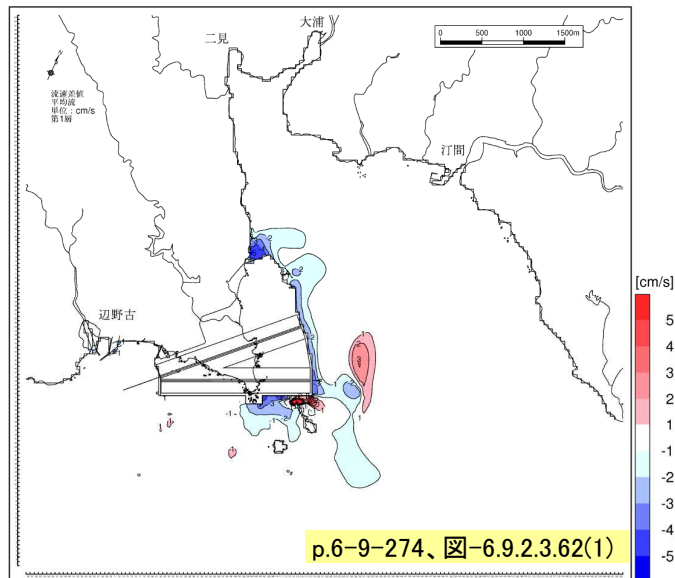 大浦
二見
0 500 1000 1500m
流速差値
平均流
単位：cm/s
第1層
汀間
辺野古
[cm/s]
5
4
3
2
1
-1
-2
-3
-4
-5
p.6-9-274、図-6.9.2.3.62(1)